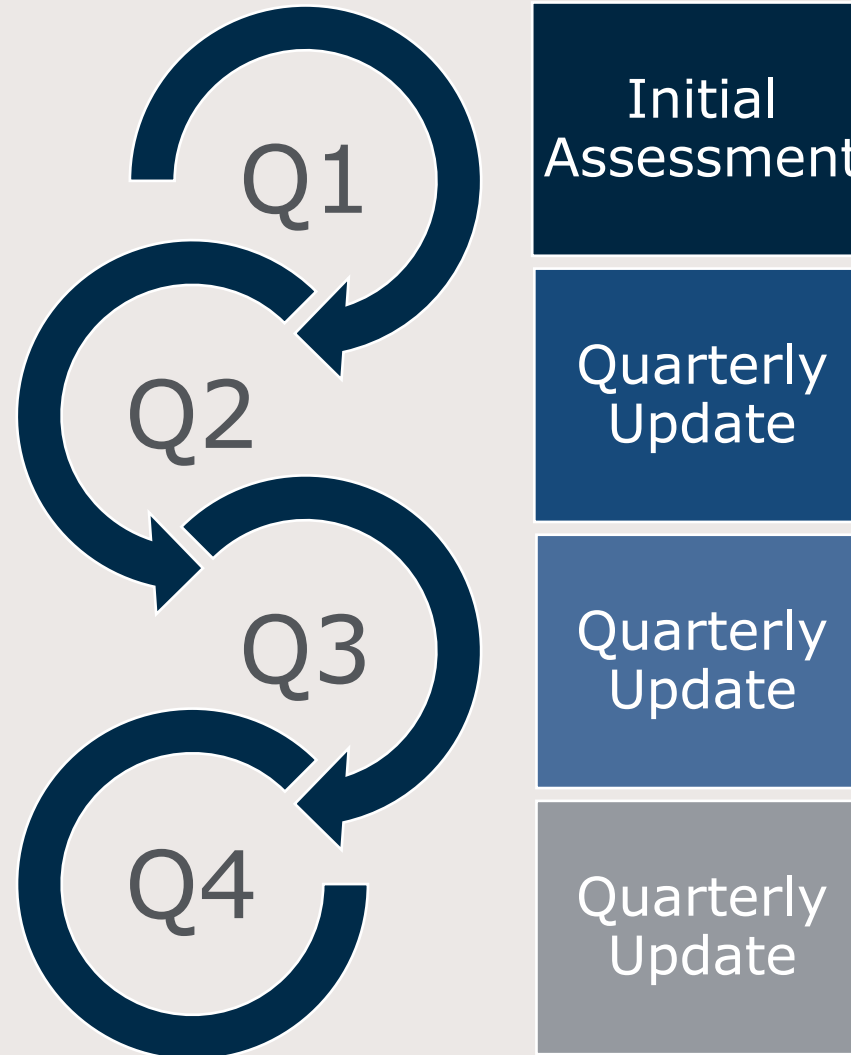 Q1
Initial
Assessment
Q2
Quarterly
Update
Q3
Quarterly
Update
Q4
Quarterly
Update